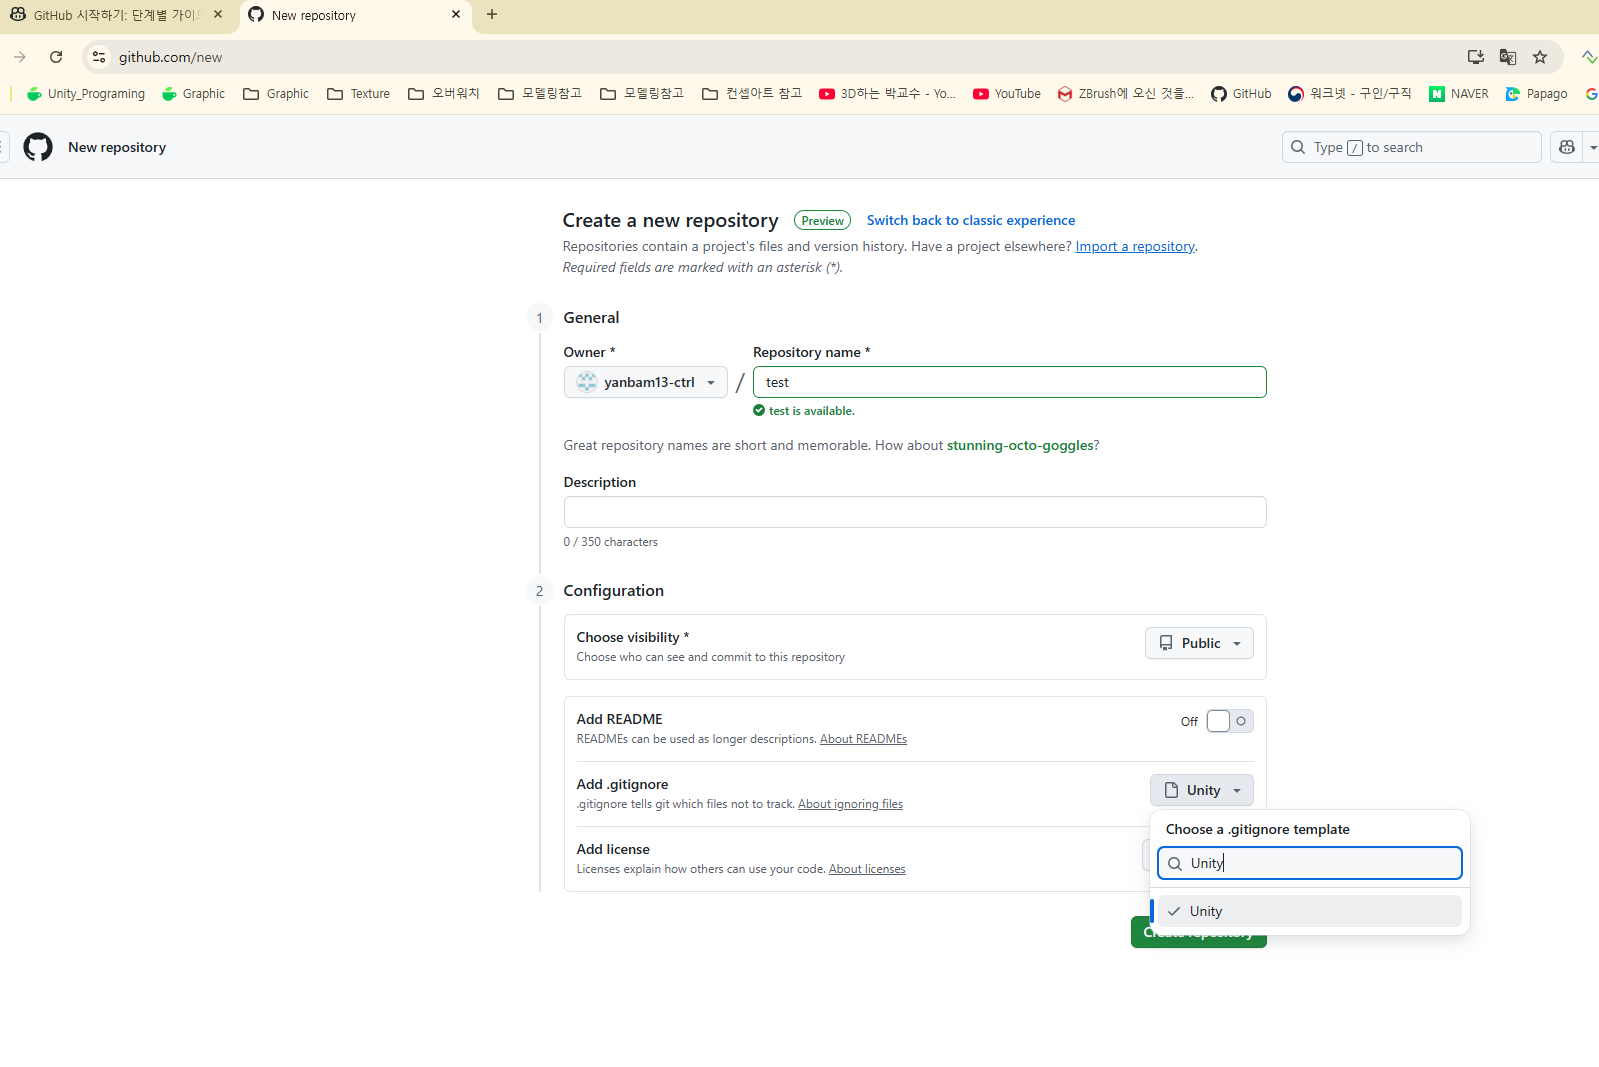 GitHub 시작하기: 단계별 가이드
New repository
github.com/new
Unity_Programing
Graphic
Graphic
Texture
오버워치
모델링참고
모델링참고
컨셉아트 참고
3D하는 박교수 - Yo...
YouTube
ZBrush에 오신 것을...
GitHub
워크넷 - 구인/구직
NAVER
Papago
New repository
Type / to search
Create a new repository Preview Switch back to classic experience
Repositories contain a project's files and version history. Have a project elsewhere? Import a repository.
Required fields are marked with an asterisk (*).
1 General
Owner * Repository name *
yanbam13-ctrl / test
test is available.
Great repository names are short and memorable. How about stunning-octo-goggles?
Description
0 / 350 characters
2 Configuration
Choose visibility *
Public
Choose who can see and commit to this repository
Add README
Off
READMEs can be used as longer descriptions. About READMEs
Add .gitignore
Unity
.gitignore tells git which files not to track. About ignoring files
Choose a .gitignore template
Unity
Unity
Add license
Licenses explain how others can use your code. About licenses
Create repository